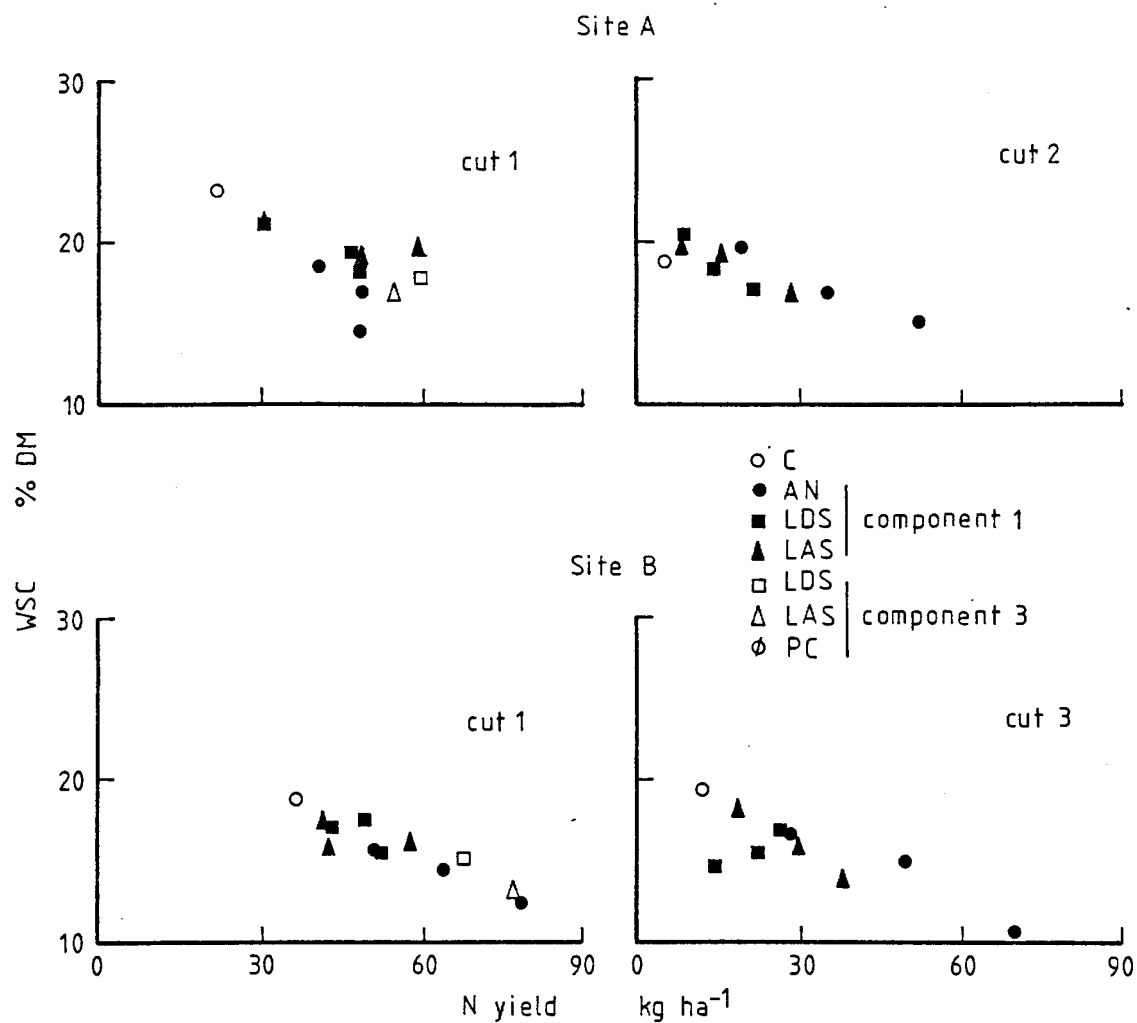 Site A
30
20
10
cut 1
cut 2
% DM
WSC
C
AN
LDS
LAS
component 1
LDS
LAS
PC
component 3
Site B
30
20
10
cut 1
cut 3
0 30 60 90
0 30 60 90
N yield kg ha⁻¹